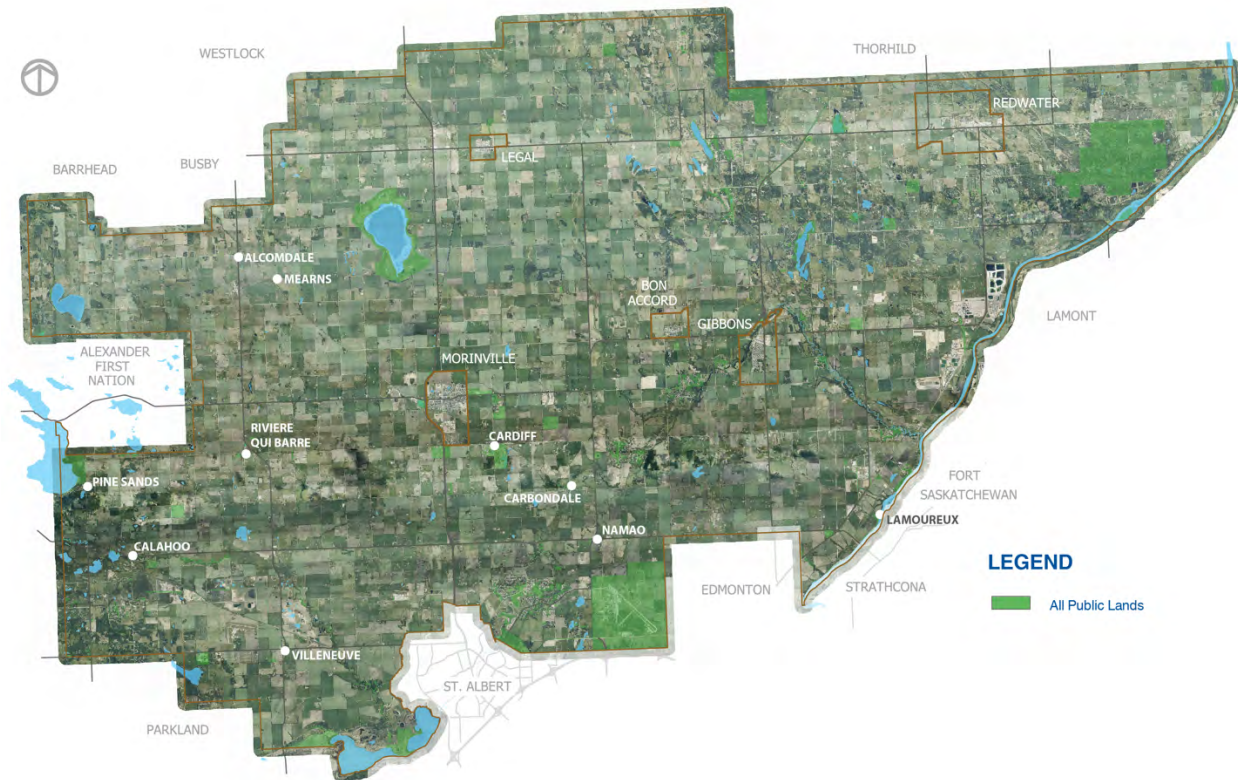 WESTLOCK
THORHILD
REDWATER
LEGAL
BARRHEAD
BUSBY
ALCOMDALE
MEARNS
BON
ACCORD
GIBBONS
LAMONT
ALEXANDER
FIRST
NATION
MORINVILLE
RIVIERE
QUI BARRE
CARDIFF
PINE SANDS
CARBONDALE
FORT
SASKATCHEWAN
LAMOUREUX
NAMAO
CALAHOO
LEGEND
EDMONTON
STRATHCONA
All Public Lands
VILLENEUVE
ST. ALBERT
PARKLAND